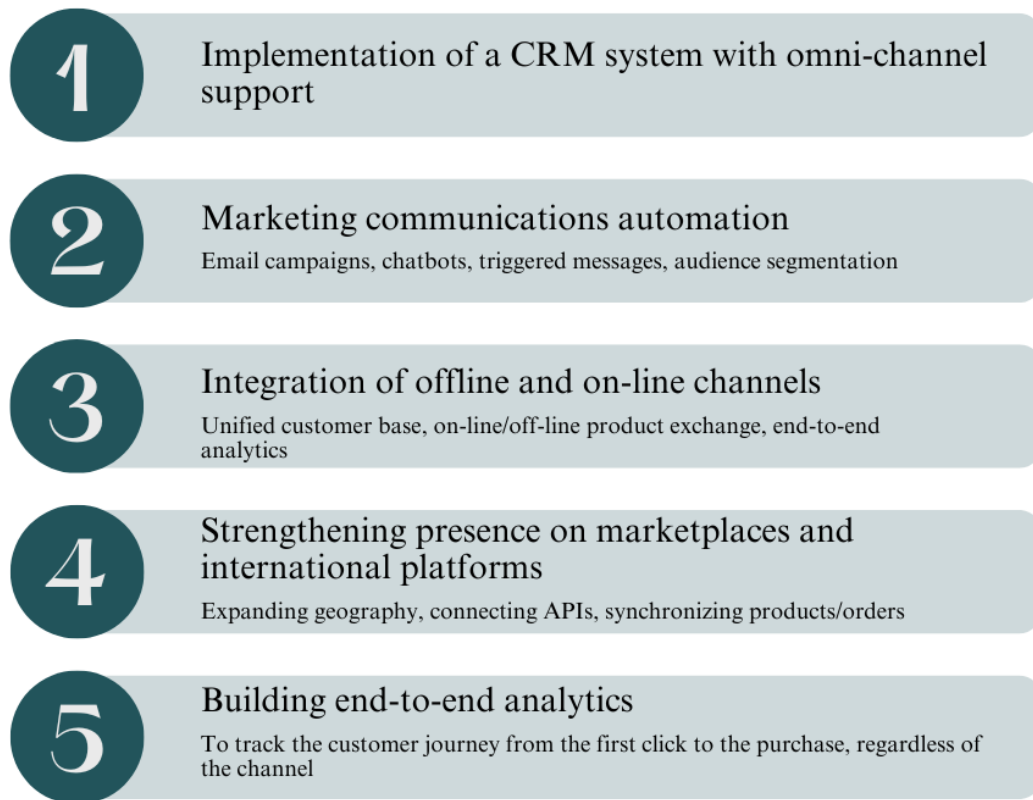 1
Implementation of a CRM system with omni-channel
support
2
Marketing communications automation
Email campaigns, chatbots, triggered messages, audience segmentation
3
Integration of offline and on-line channels
Unified customer base, on-line/off-line product exchange, end-to-end
analytics
4
Strengthening presence on marketplaces and
international platforms
Expanding geography, connecting APIs, synchronizing products/orders
5
Building end-to-end analytics
To track the customer journey from the first click to the purchase, regardless of
the channel